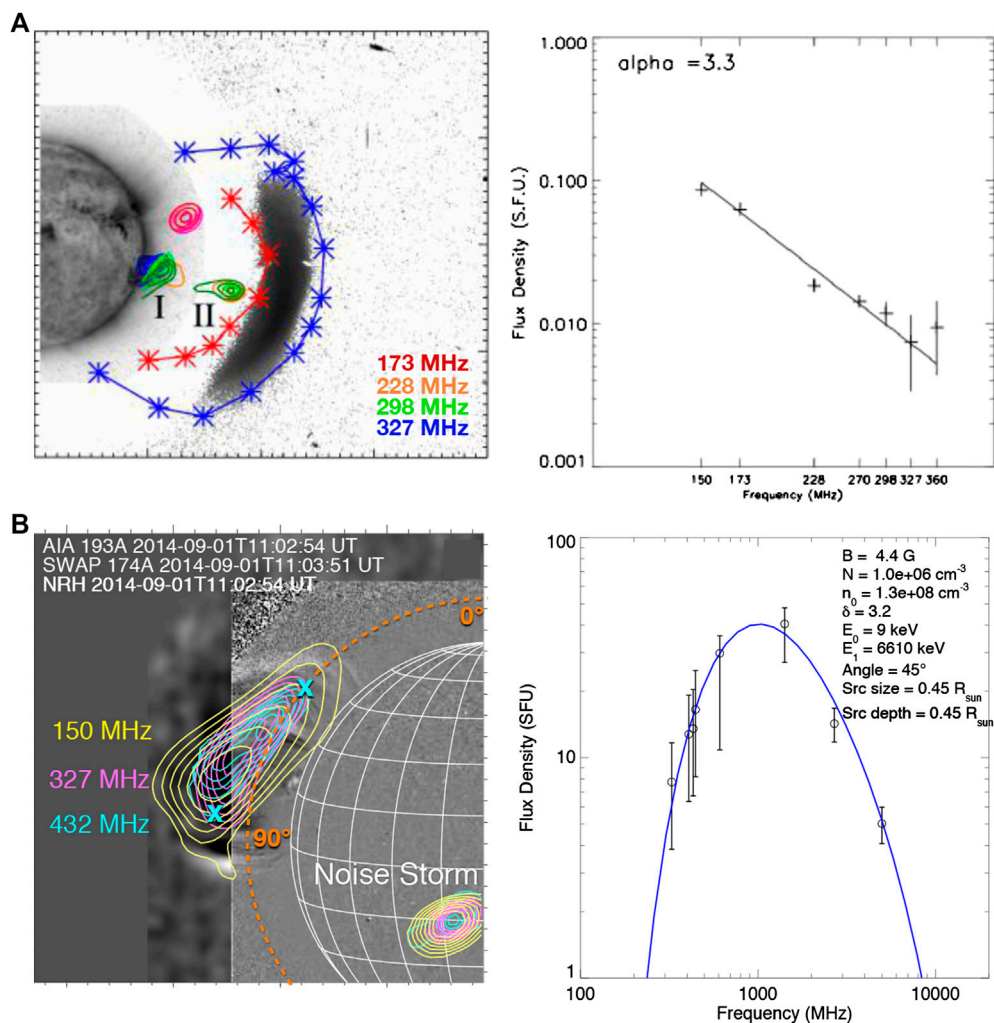 A
I
II
173 MHz
228 MHz
298 MHz
327 MHz
alpha =3.3
1.000
0.100
0.010
0.001
Flux Density (S.F.U.)
150 173 228 270 298 327 360
Frequency (MHz)
B
AIA 193A 2014-09-01T11:02:54 UT
SWAP 174A 2014-09-01T11:03:51 UT
NRH 2014-09-01T11:02:54 UT
0°
x
150 MHz
327 MHz
432 MHz
x
90°
Noise Storm
100
10
1
Flux Density (SFU)
B = 4.4 G
N = 1.0e+06 cm⁻³
n₀ = 1.3e+08 cm⁻³
δ = 3.2
E₀ = 9 keV
E₁ = 6610 keV
Angle = 45°
Src size = 0.45 R_sun
Src depth = 0.45 R_sun
100 1000 10000
Frequency (MHz)